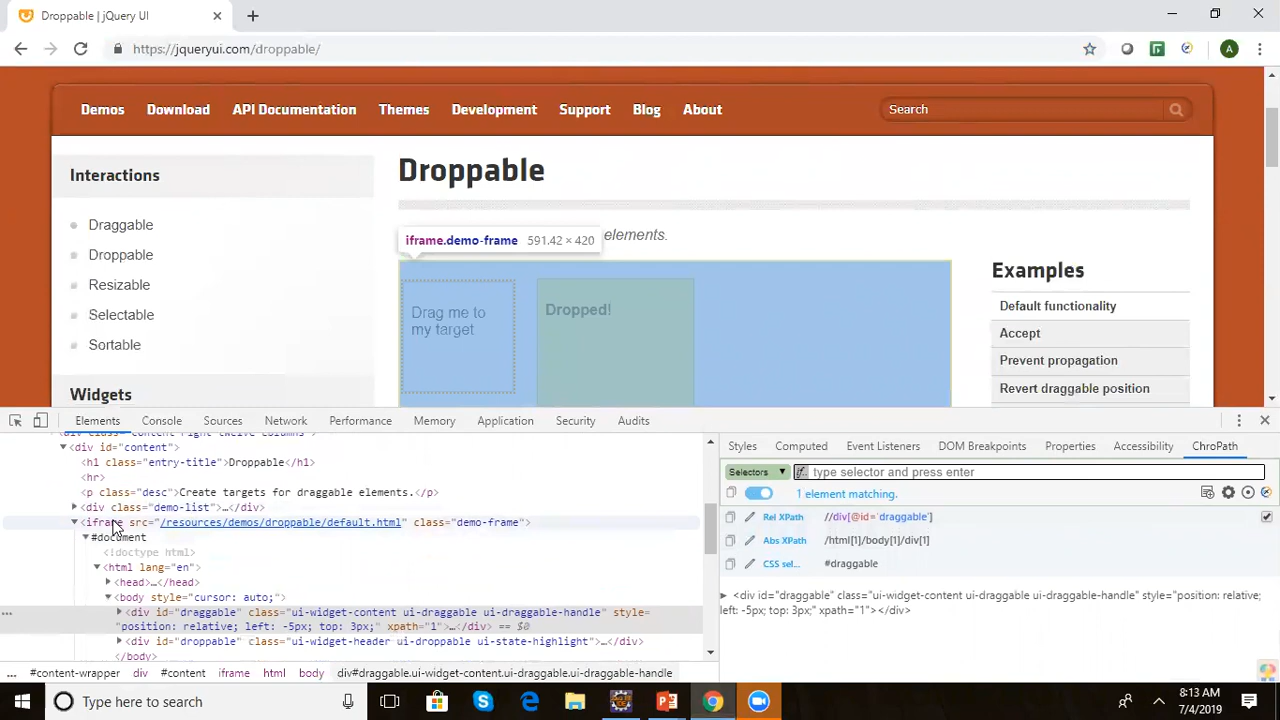 Droppable | jQuery UI
https://jqueryui.com/droppable/
A
Demos Download API Documentation Themes Development Support Blog About Search
Interactions
Draggable
Droppable
Resizable
Selectable
Sortable
Widgets
Droppable
iframe.demo-frame 591.42 × 420
elements.
Drag me to
my target
Dropped!
Examples
Default functionality
Accept
Prevent propagation
Revert draggable position
Elements Console Sources Network Performance Memory Application Security Audits
<div id="content">
<h1 class="entry-title">Droppable</h1>
<hr>
<p class="desc">Create targets for draggable elements.</p>
<div class="demo-list">…</div>
<iframe src="/resources/demos/droppable/default.html" class="demo-frame">
#document
<!doctype html>
<html lang="en">
<head>…</head>
<body style="cursor: auto;">
... <div id="draggable" class="ui-widget-content ui-draggable ui-draggable-handle" style=
"position: relative; left: -5px; top: 3px;" xpath="1">…</div> == $0
<div id="droppable" class="ui-widget-header ui-droppable ui-state-highlight">…</div>
</body>
... #content-wrapper div #content iframe html body div#draggable.ui-widget-content.ui-draggable.ui-draggable-handle
Styles Computed Event Listeners DOM Breakpoints Properties Accessibility ChroPath
Selectors type selector and press enter
1 element matching.
Rel XPath //div[@id='draggable']
Abs XPath /html[1]/body[1]/div[1]
CSS sel... #draggable
<div id="draggable" class="ui-widget-content ui-draggable ui-draggable-handle" style="position: relative;
left: -5px; top: 3px;" xpath="1"></div>
Type here to search
8:13 AM
7/4/2019